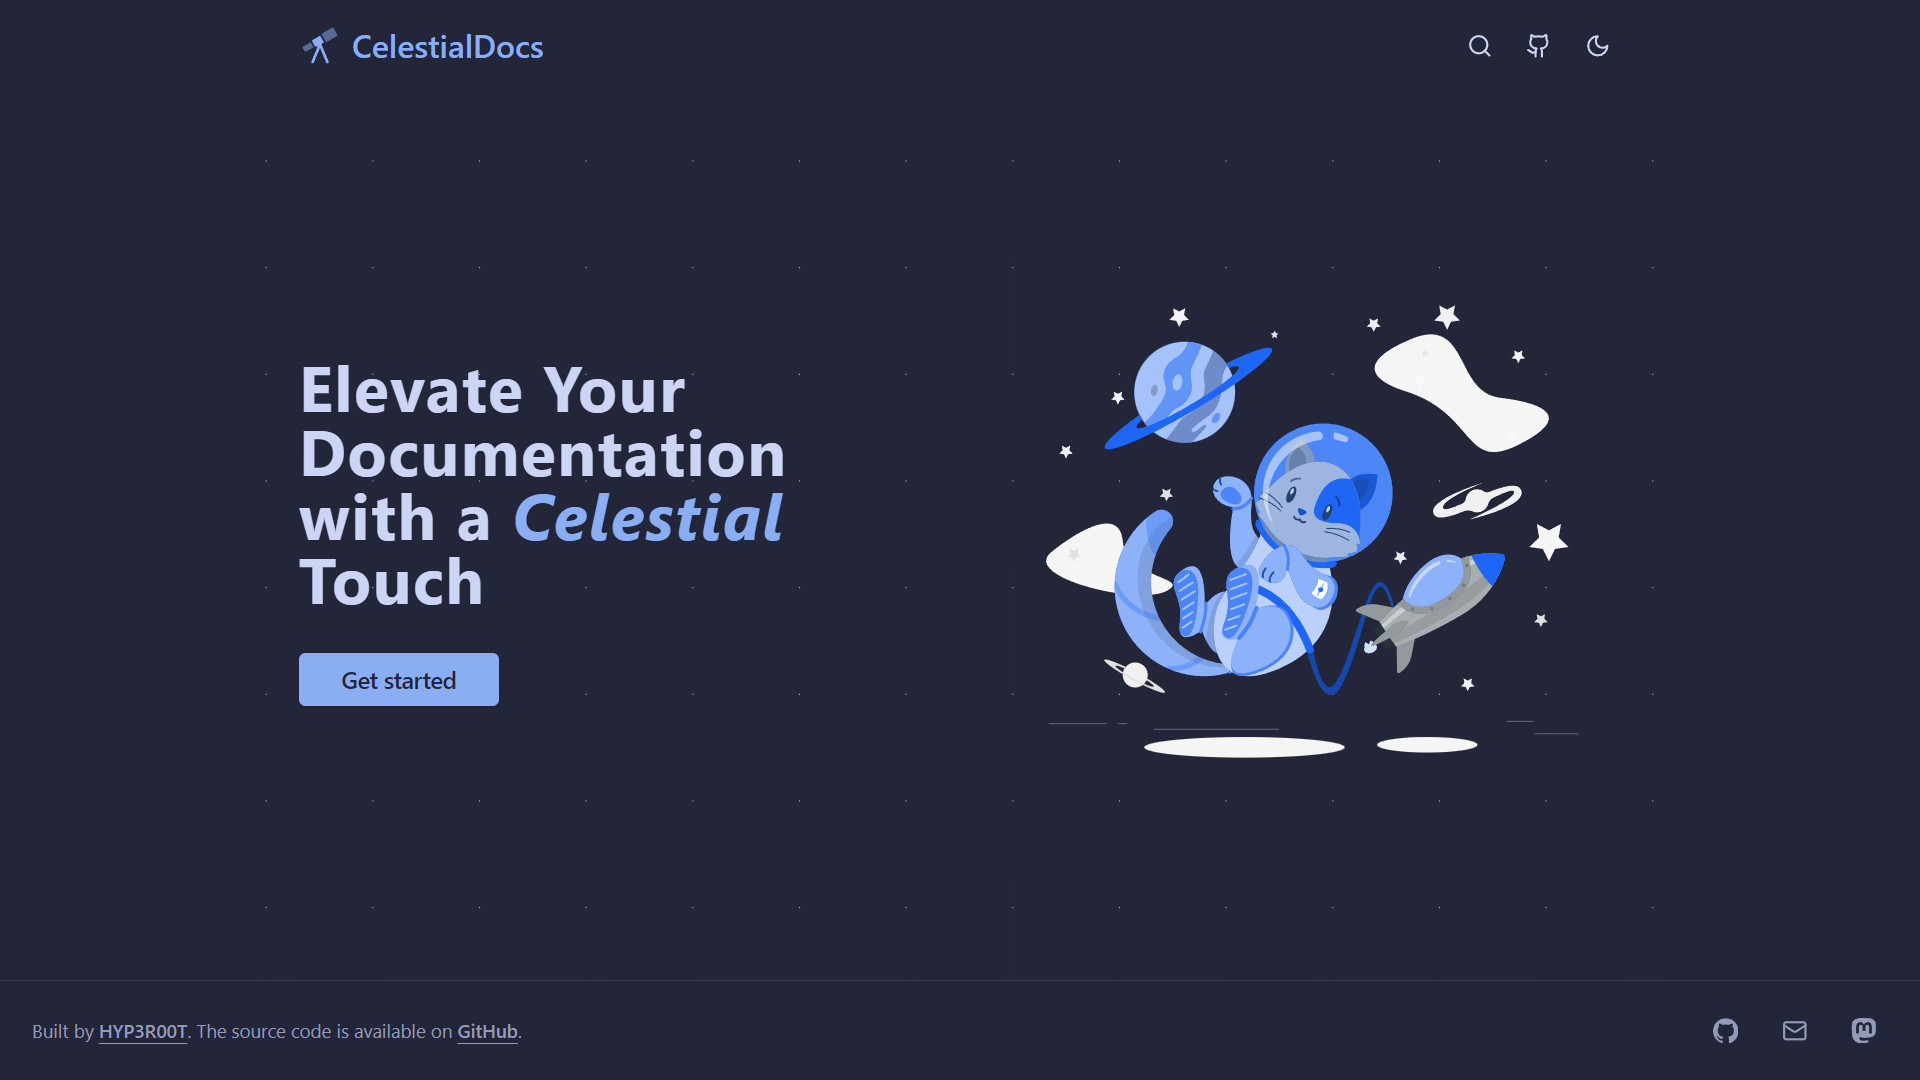 CelestialDocs
Elevate Your
Documentation
with a Celestial
Touch
Get started
Built by HYP3R00T. The source code is available on GitHub.